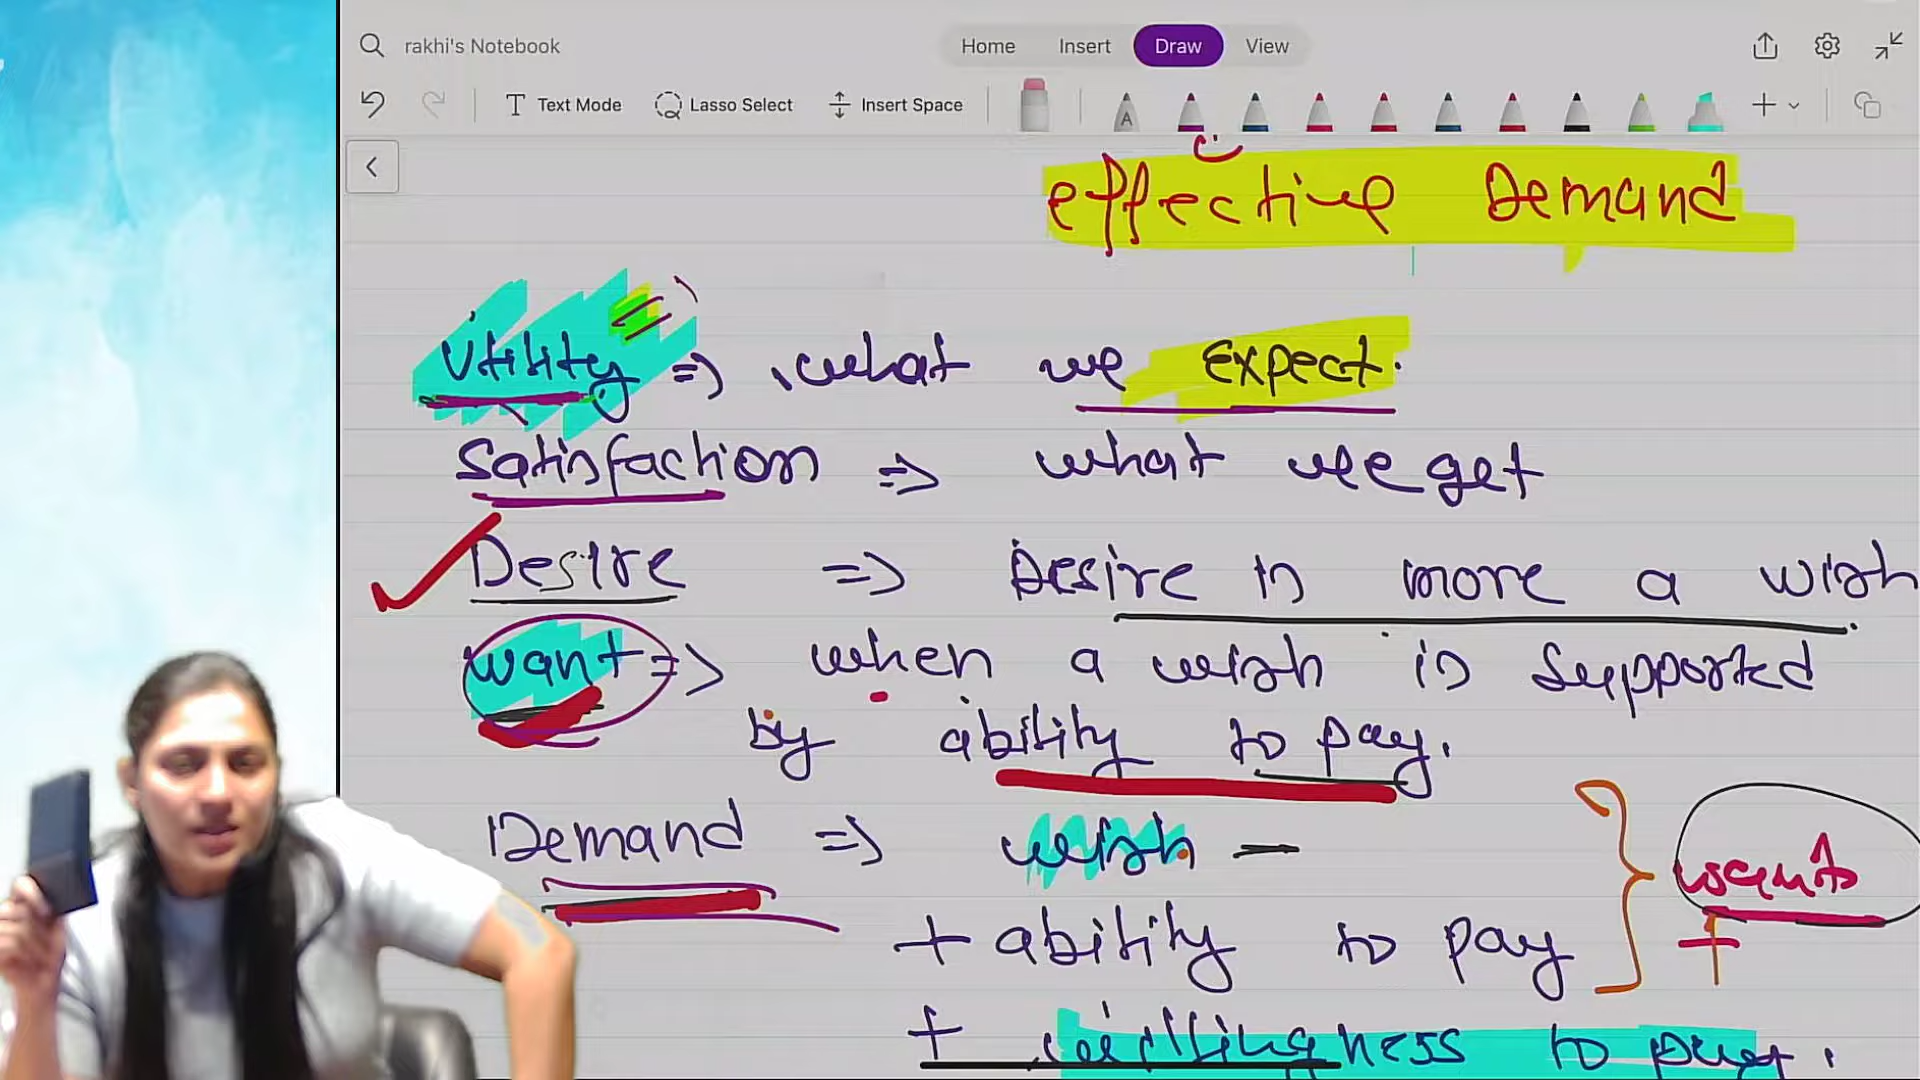 rakhi's Notebook
Home Insert Draw View
Text Mode Lasso Select Insert Space
A
effective Demand
Utility => what we expect.
Satisfaction => what we get
Desire => Desire is more a wish
want => when a wish is supported
by ability to pay.
Demand => wish -
+ ability to pay } want
+
+ willingness to pay.